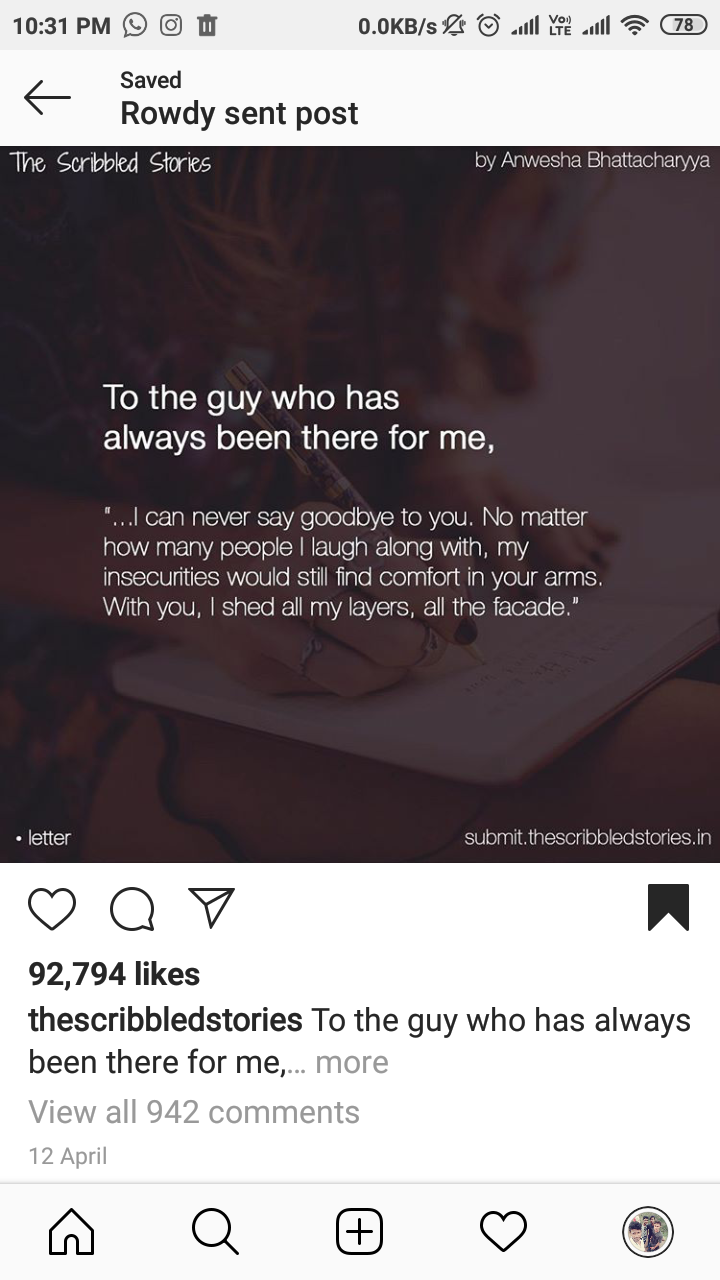 10:31 PM 0.0KB/s Vo)) LTE 78
Saved
Rowdy sent post
The Scribbled Stories by Anwesha Bhattacharyya
To the guy who has
always been there for me,
"...I can never say goodbye to you. No matter
how many people I laugh along with, my
insecurities would still find comfort in your arms.
With you, I shed all my layers, all the facade."
• letter submit.thescribbledstories.in
92,794 likes
thescribbledstories To the guy who has always
been there for me,... more
View all 942 comments
12 April